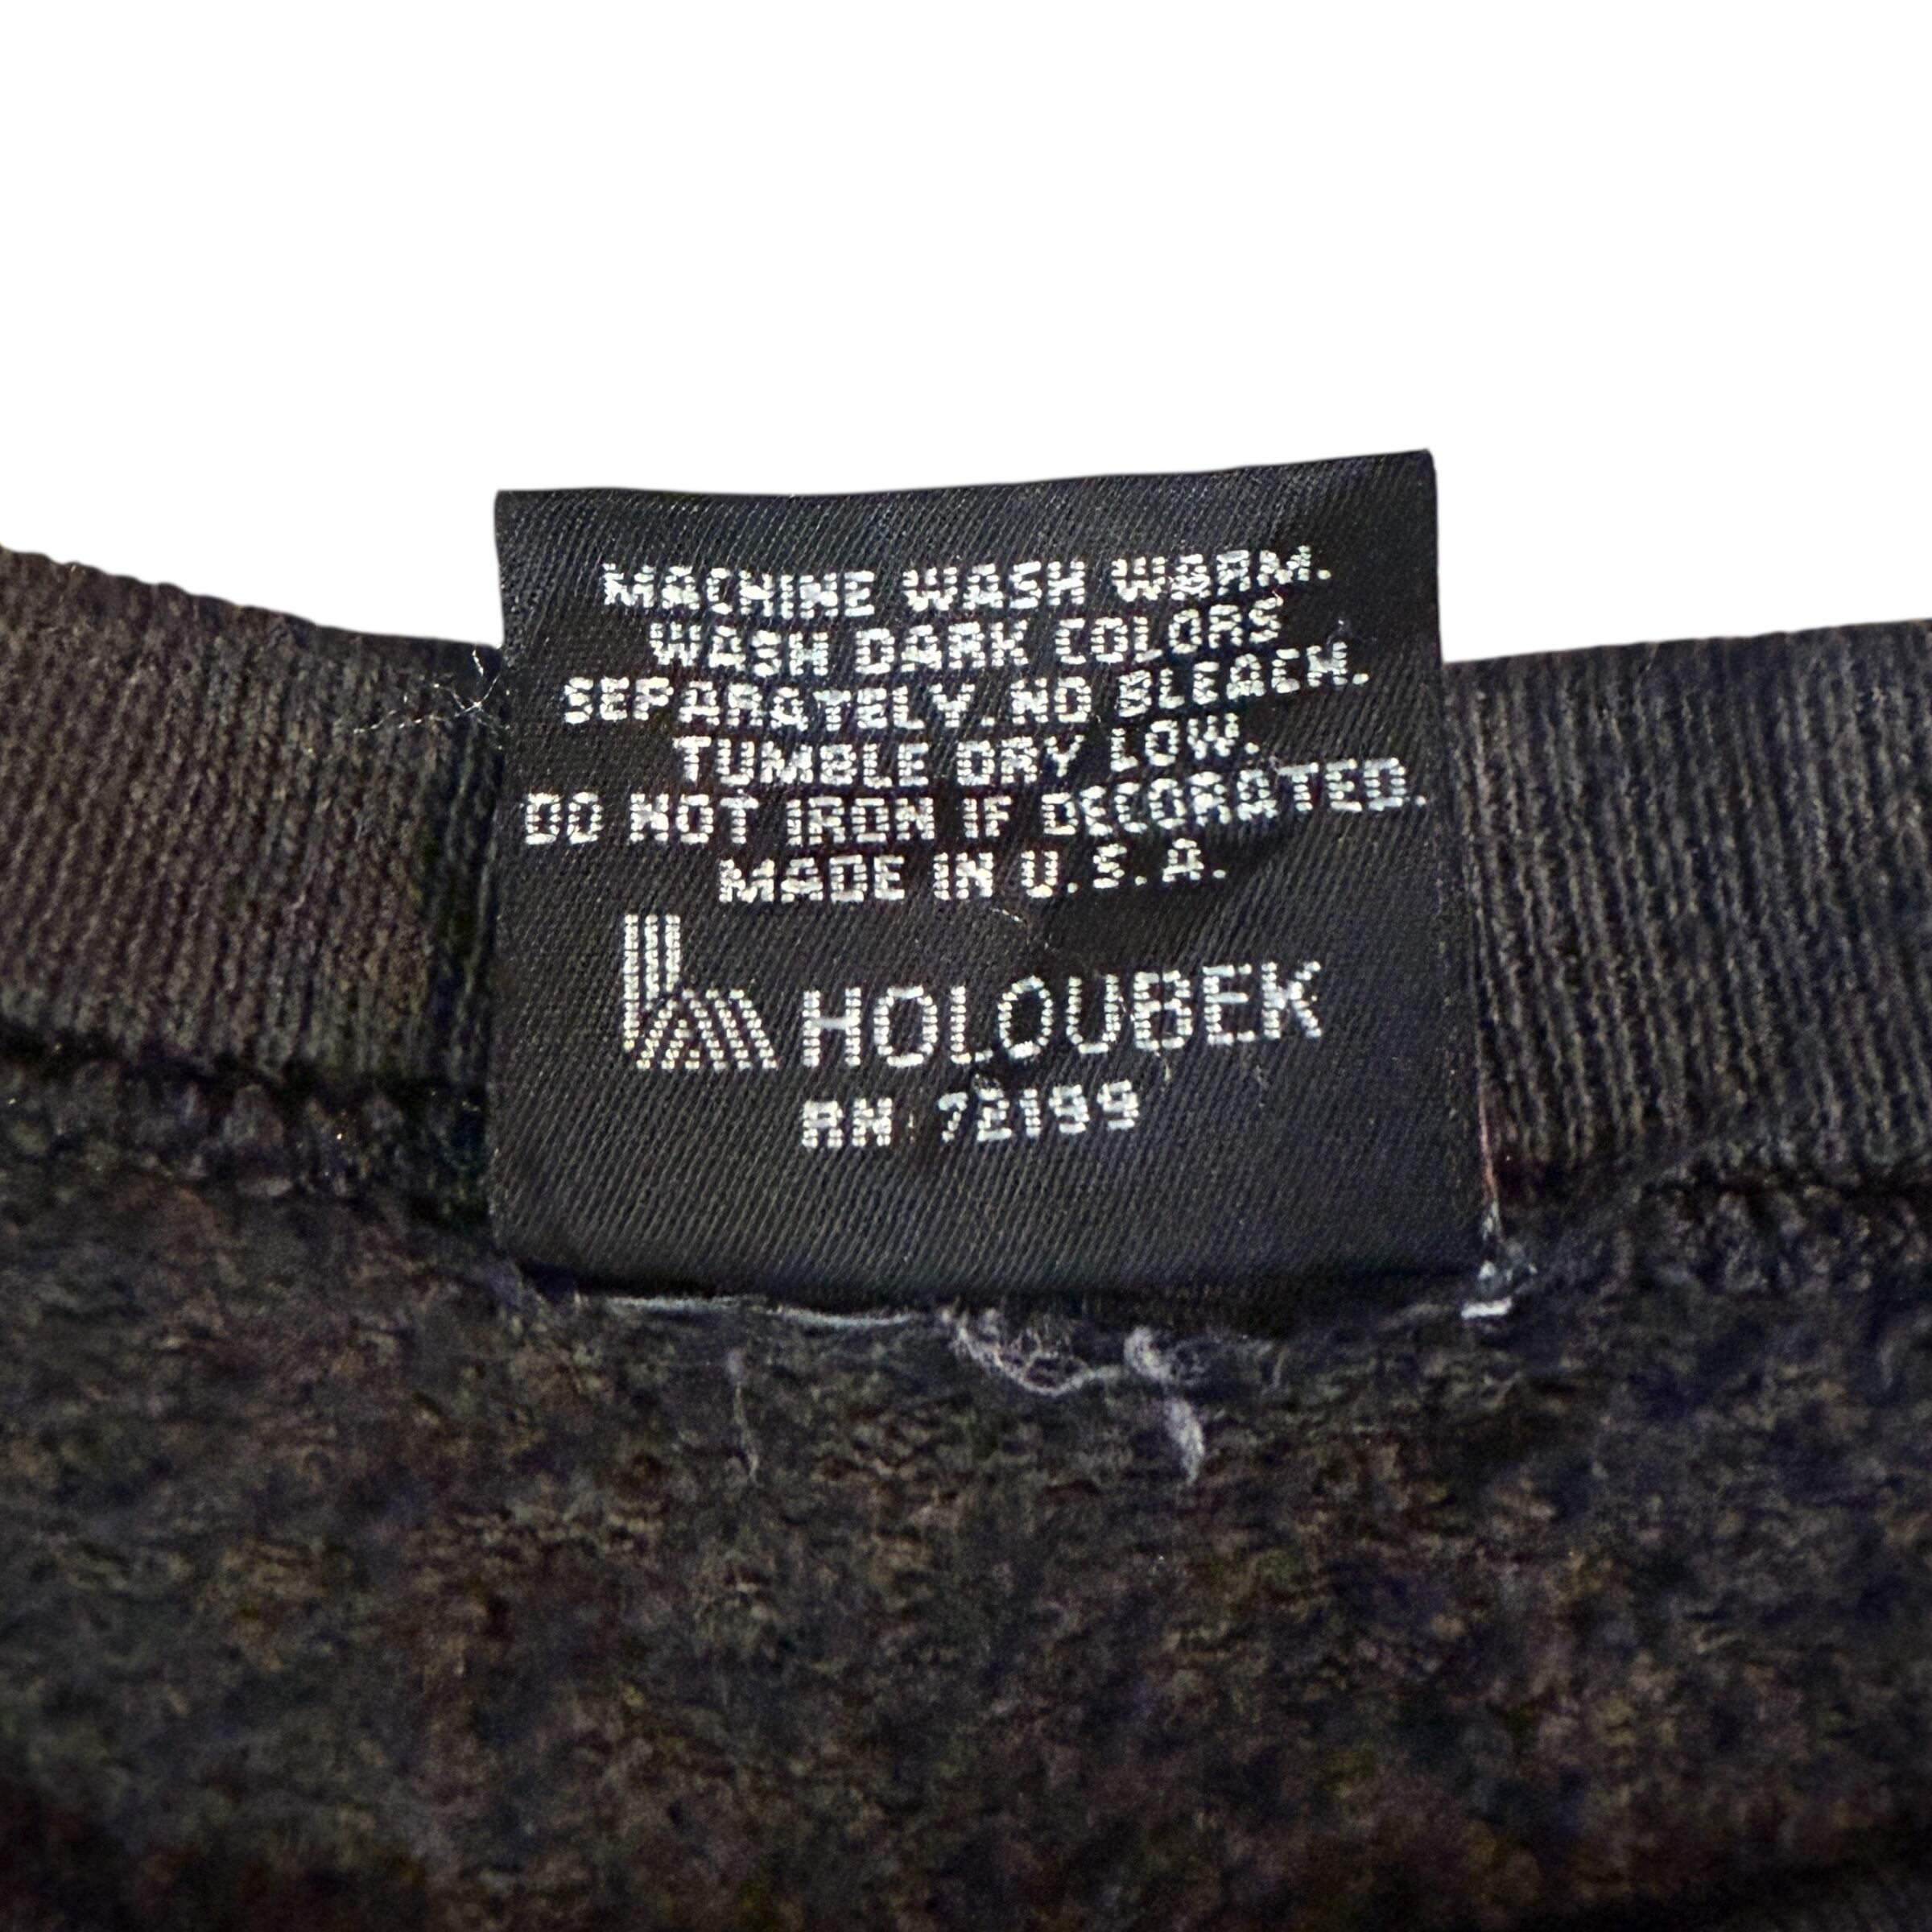 MACHINE WASH WARM.
WASH DARK COLORS
SEPARATELY. NO BLEACH.
TUMBLE DRY LOW.
DO NOT IRON IF DECORATED.
MADE IN U.S.A.
HOLOUBEK
RN 72199